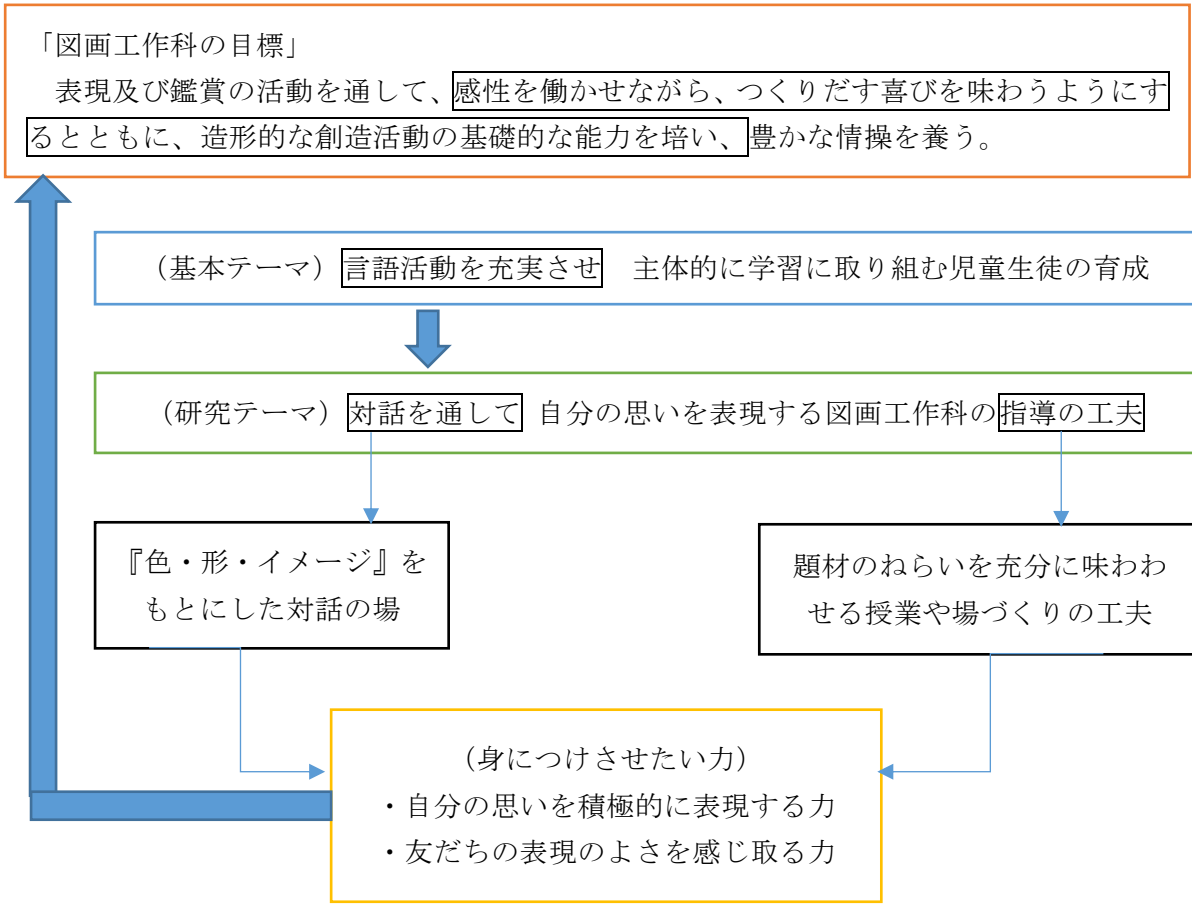 「図画工作科の目標」
表現及び鑑賞の活動を通して、感性を働かせながら、つくりだす喜びを味わうようにす
るとともに、造形的な創造活動の基礎的な能力を培い、豊かな情操を養う。
（基本テーマ）言語活動を充実させ　主体的に学習に取り組む児童生徒の育成
（研究テーマ）対話を通して　自分の思いを表現する図画工作科の指導の工夫
『色・形・イメージ』を
もとにした対話の場
題材のねらいを充分に味わわ
せる授業や場づくりの工夫
（身につけさせたい力）
・自分の思いを積極的に表現する力
・友だちの表現のよさを感じ取る力